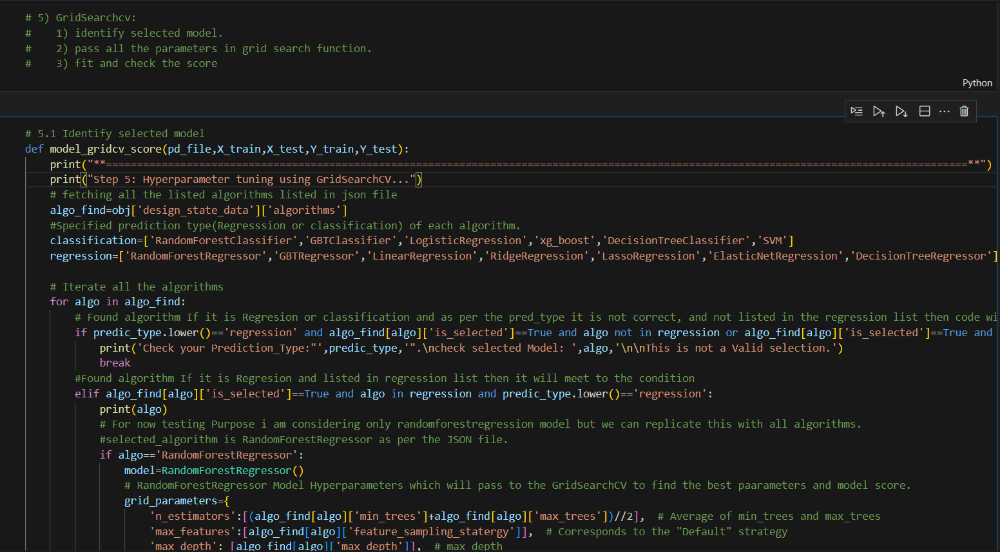 # 5) GridSearchcv:
#    1) identify selected model.
#    2) pass all the parameters in grid search function.
#    3) fit and check the score
Python
# 5.1 Identify selected model
def model_gridcv_score(pd_file,X_train,X_test,Y_train,Y_test):
    print("**===========================================================================================================================================**")
    print("Step 5: Hyperparameter tuning using GridSearchCV...")
    # fetching all the listed algorithms listed in json file
    algo_find=obj['design_state_data']['algorithms']
    #Specified prediction type(Regresssion or classification) of each algorithm.
    classification=['RandomForestClassifier','GBTClassifier','LogisticRegression','xg_boost','DecisionTreeClassifier','SVM']
    regression=['RandomForestRegressor','GBTRegressor','LinearRegression','RidgeRegression','LassoRegression','ElasticNetRegression','DecisionTreeRegressor']
    # Iterate all the algorithms
    for algo in algo_find:
        # Found algorithm If it is Regresion or classification and as per the pred_type it is not correct, and not listed in the regression list then code wi
        if predic_type.lower()=='regression' and algo_find[algo]['is_selected']==True and algo not in regression or algo_find[algo]['is_selected']==True and
            print('Check your Prediction_Type:"',predic_type,'".\ncheck selected Model: ',algo,'\n\nThis is not a Valid selection.')
            break
        #Found algorithm If it is Regresion and listed in regression list then it will meet to the condition
        elif algo_find[algo]['is_selected']==True and algo in regression and predic_type.lower()=='regression':
            print(algo)
            # For now testing Purpose i am considering only randomforestregression model but we can replicate this with all algorithms.
            #selected_algorithm is RandomForestRegressor as per the JSON file.
            if algo=='RandomForestRegressor':
                model=RandomForestRegressor()
                # RandomForestRegressor Model Hyperparameters which will pass to the GridSearchCV to find the best paarameters and model score.
                grid_parameters={
                    'n_estimators':[(algo_find[algo]['min_trees']+algo_find[algo]['max_trees'])//2],  # Average of min_trees and max_trees
                    'max_features':[algo_find[algo]['feature_sampling_statergy']],  # Corresponds to the "Default" strategy
                    'max_depth': [algo_find[algo]['max_depth']],  # max_depth